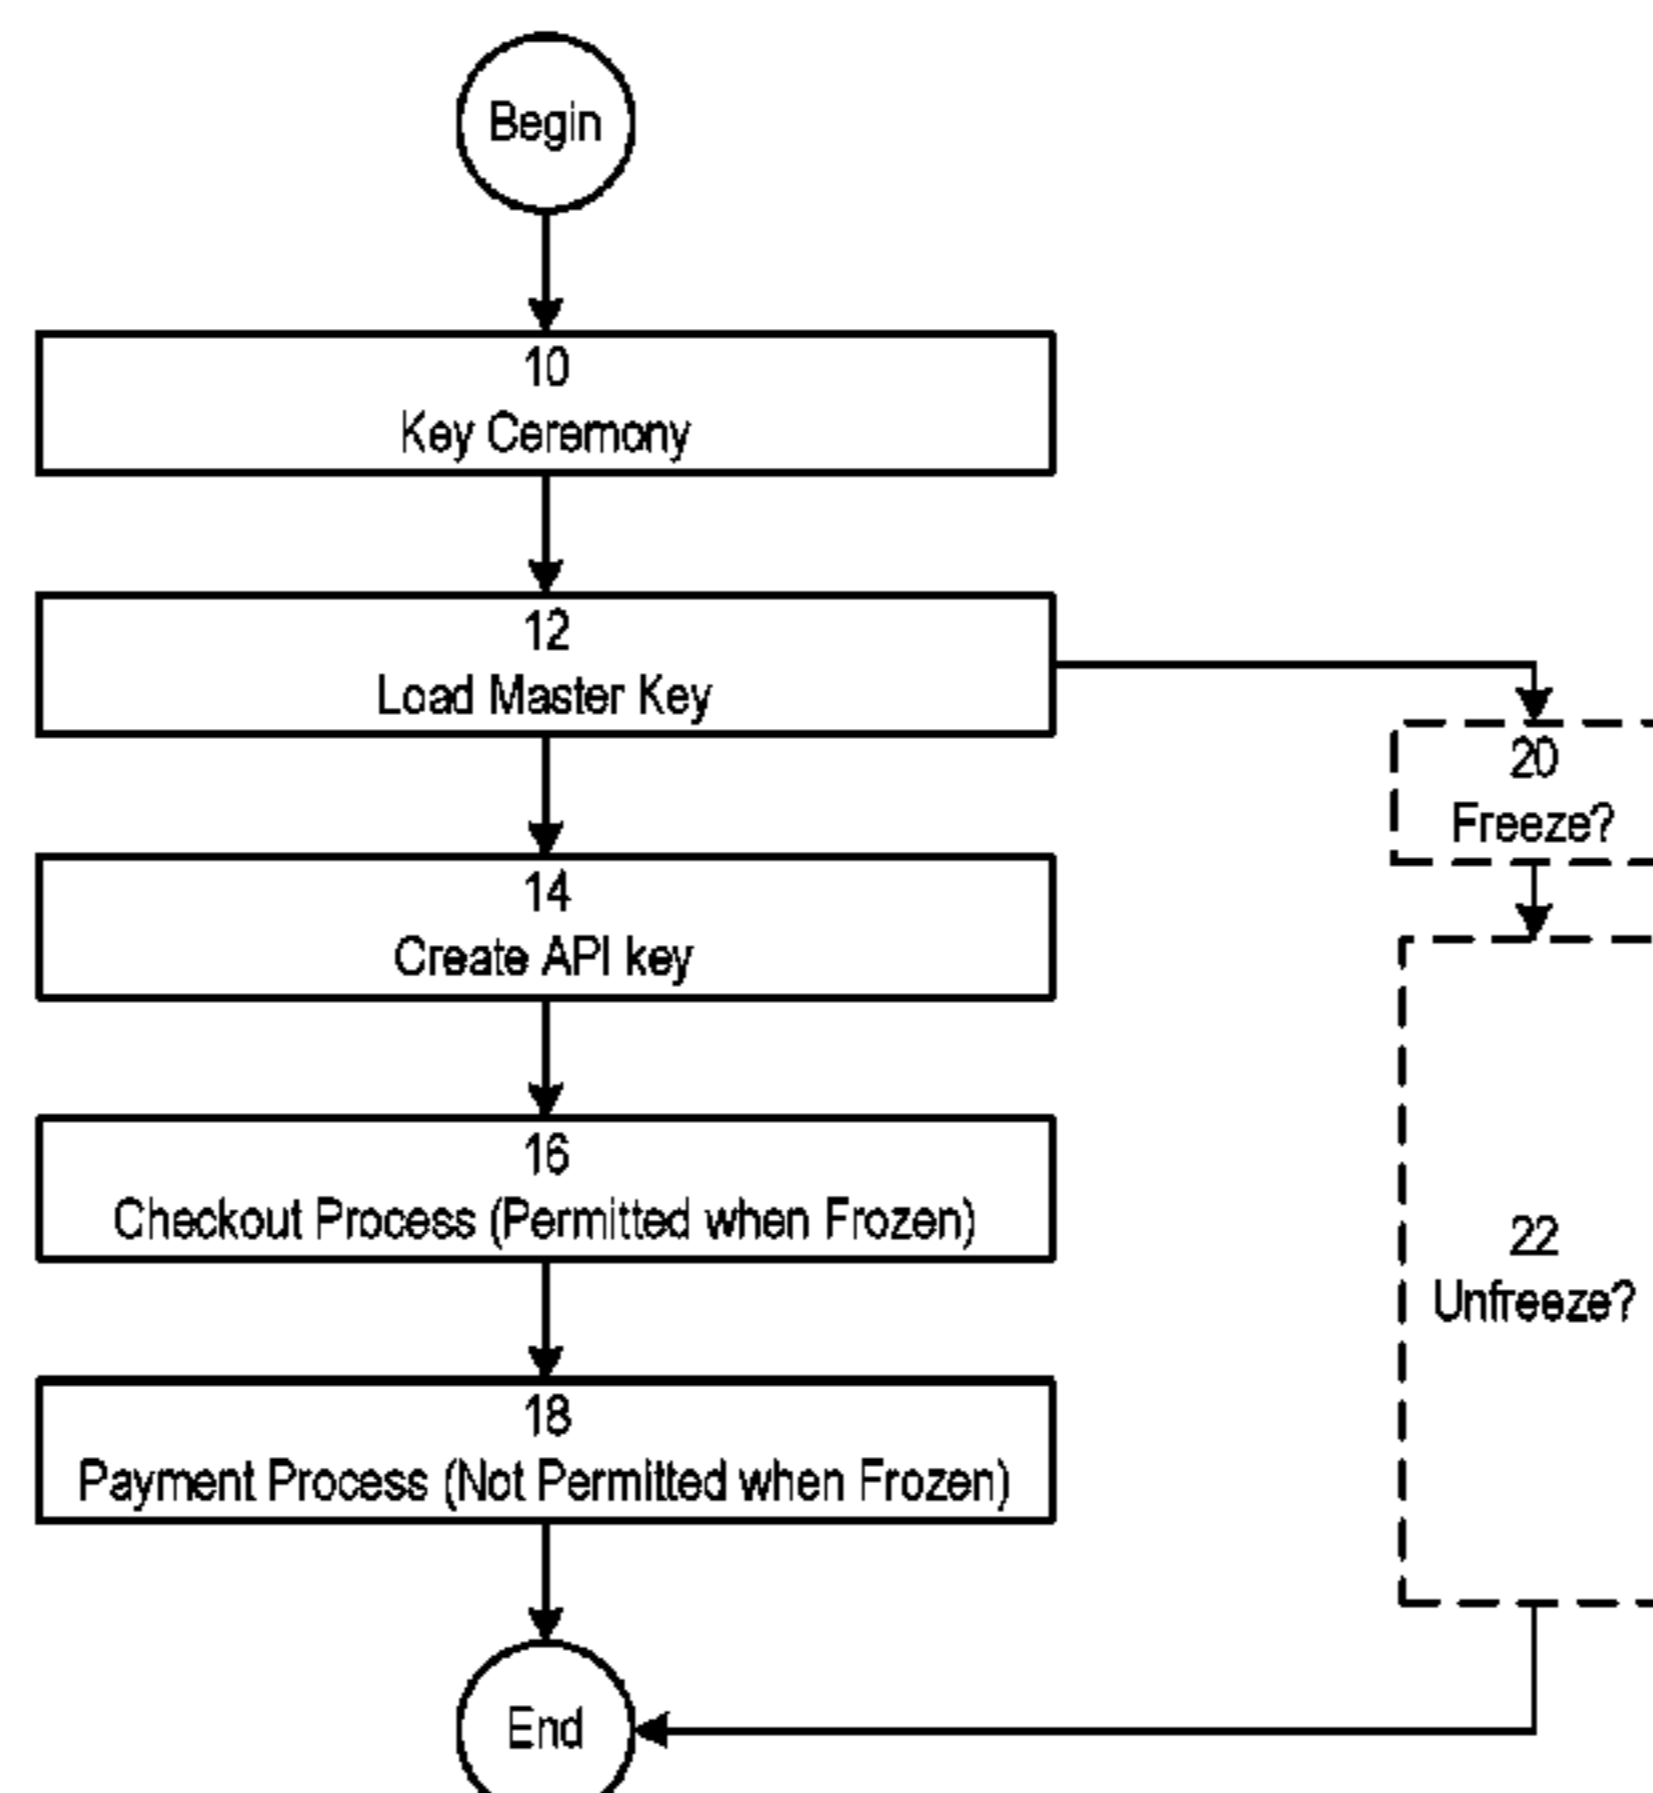 Begin
10
Key Ceremony
12
Load Master Key
20
Freeze?
14
Create API key
16
Checkout Process (Permitted when Frozen)
22
Unfreeze?
18
Payment Process (Not Permitted when Frozen)
End